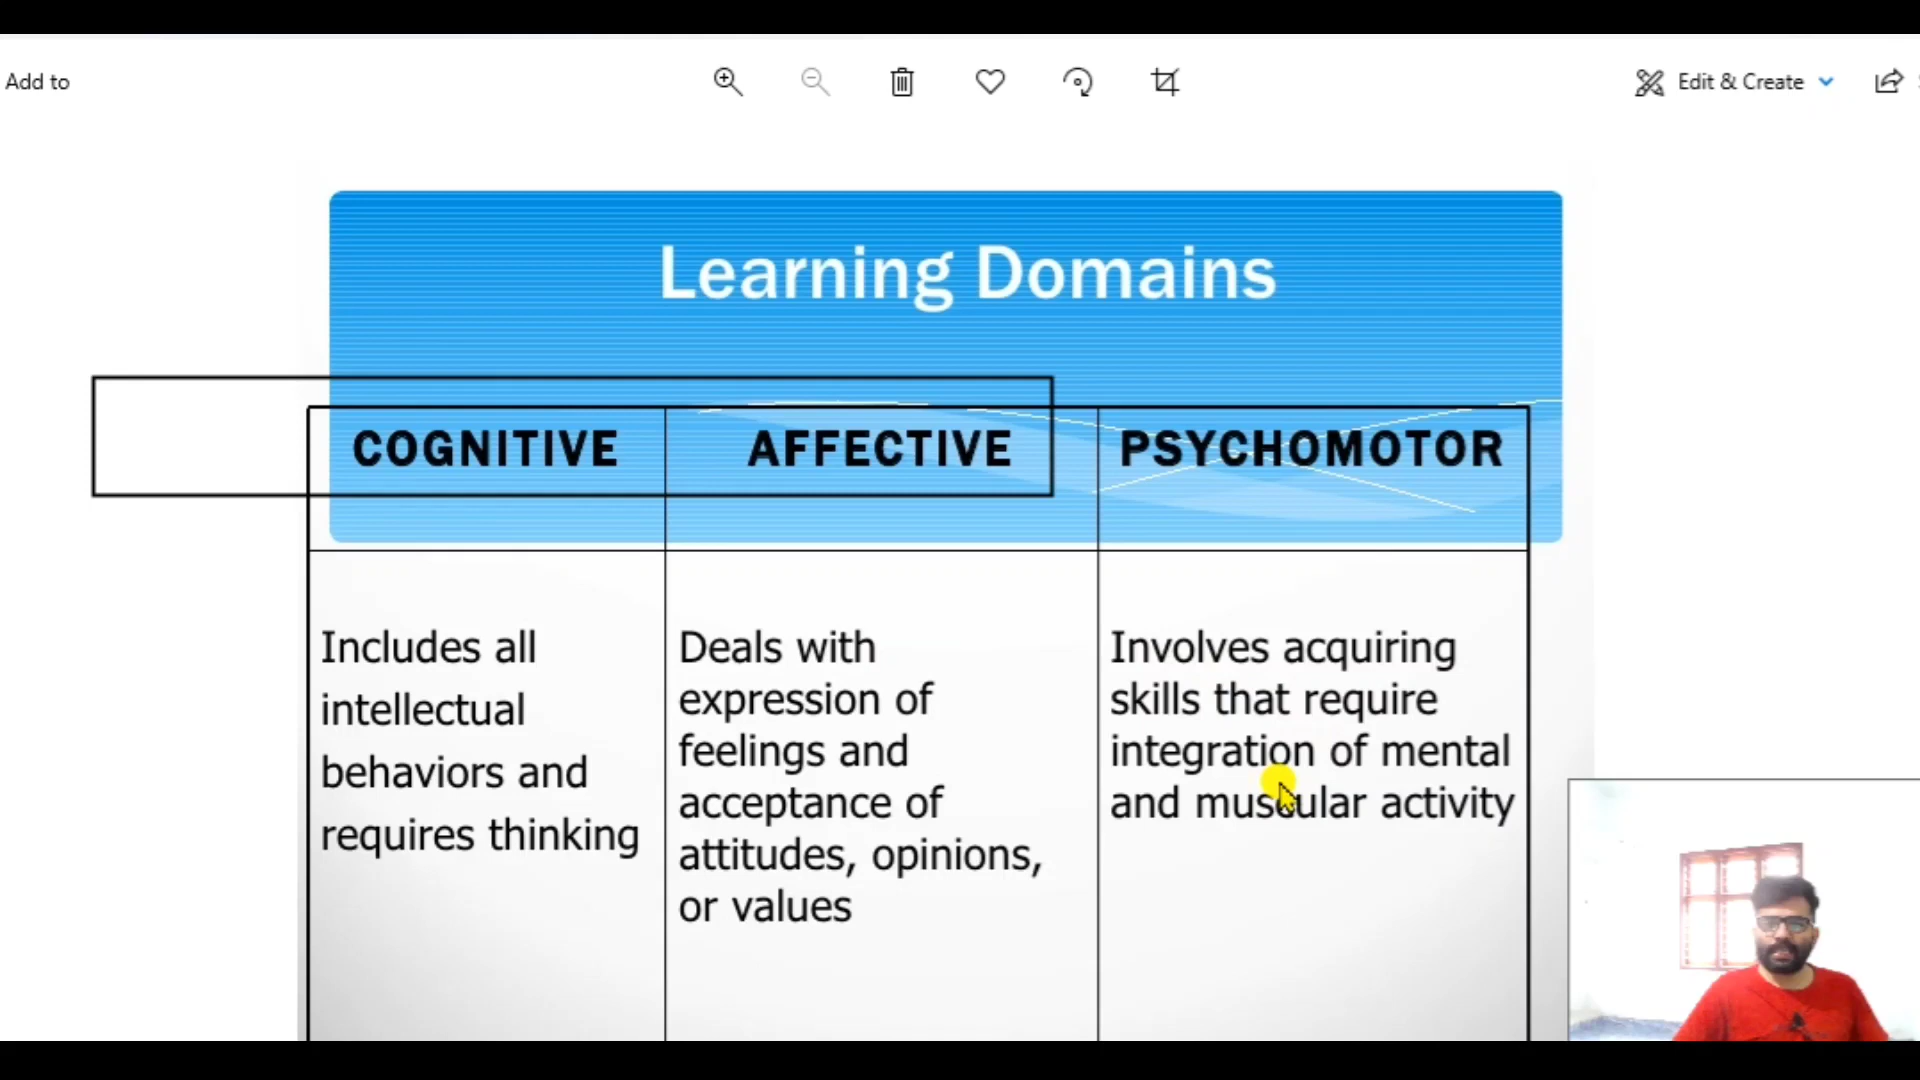 Add to
Edit & Create
Learning Domains
COGNITIVE
AFFECTIVE
PSYCHOMOTOR
Includes all
intellectual
behaviors and
requires thinking
Deals with
expression of
feelings and
acceptance of
attitudes, opinions,
or values
Involves acquiring
skills that require
integration of mental
and muscular activity